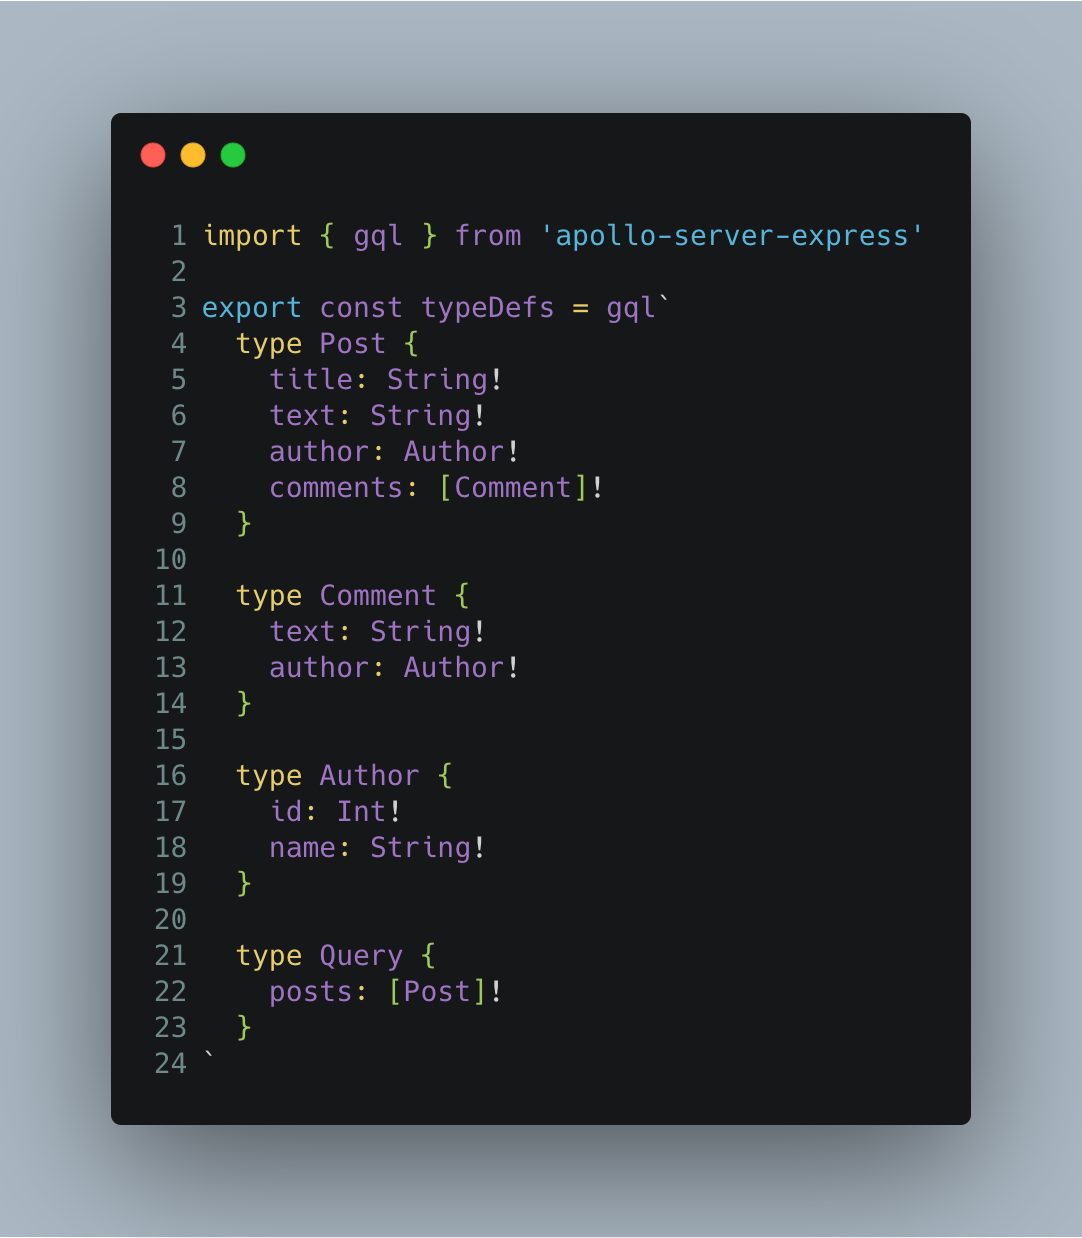 1 import { gql } from 'apollo-server-express'
2
3 export const typeDefs = gql`
4   type Post {
5     title: String!
6     text: String!
7     author: Author!
8     comments: [Comment]!
9   }
10
11   type Comment {
12     text: String!
13     author: Author!
14   }
15
16   type Author {
17     id: Int!
18     name: String!
19   }
20
21   type Query {
22     posts: [Post]!
23   }
24 `